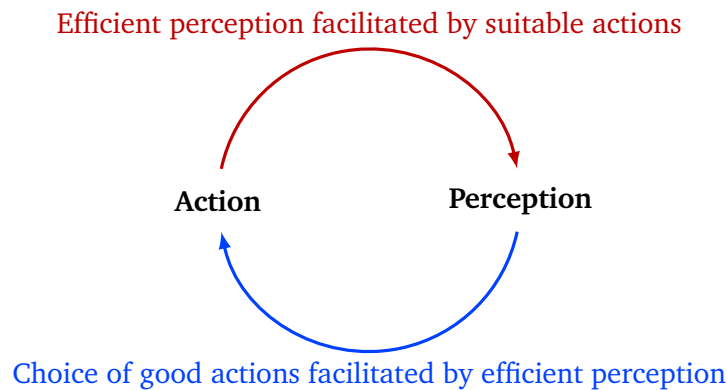 Efficient perception facilitated by suitable actions
Action
Perception
Choice of good actions facilitated by efficient perception